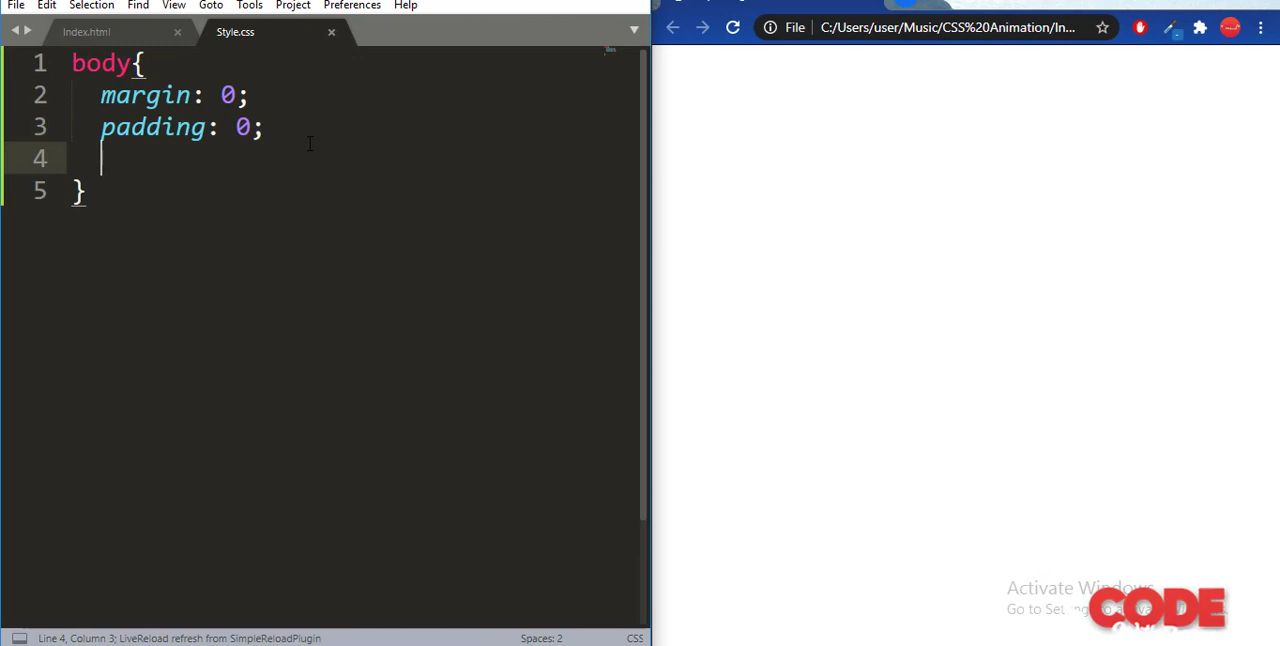 File Edit Selection Find View Goto Tools Project Preferences Help
Index.html × Style.css ×
File C:/Users/user/Music/CSS%20Animation/In...
1 body{
2 margin: 0;
3 padding: 0;
4
5 }
Activate Windows
Go to
CODE
Line 4, Column 3; LiveReload refresh from SimpleReloadPlugin Spaces: 2 CSS